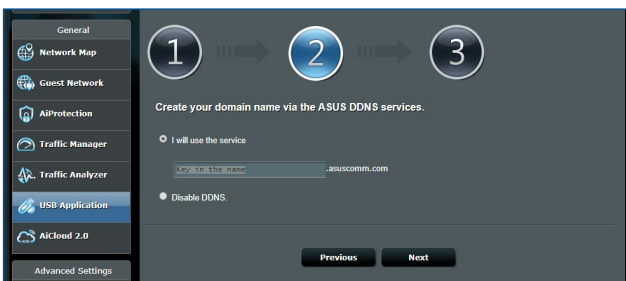 General
Network Map
Guest Network
AiProtection
Traffic Manager
Traffic Analyzer
USB Application
AiCloud 2.0
Advanced Settings
1 2 3
Create your domain name via the ASUS DDNS services.
I will use the service
Key in the name .asuscomm.com
Disable DDNS.
Previous Next